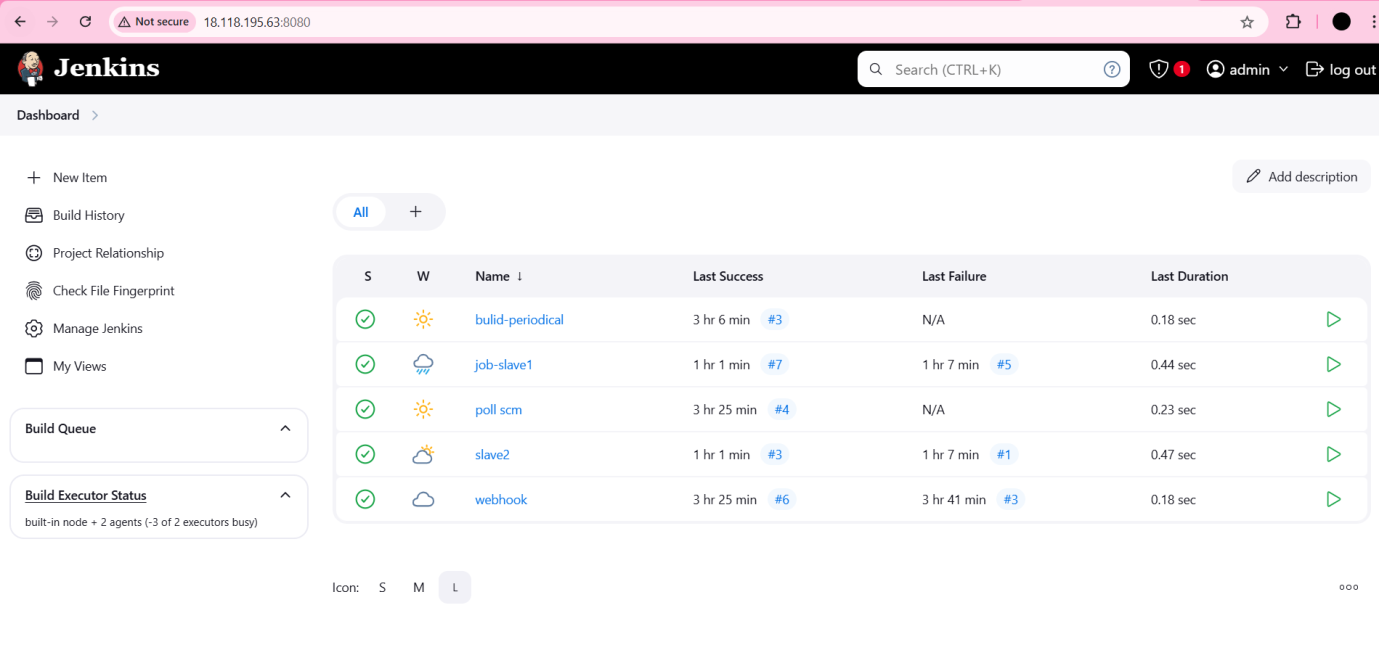 Not secure 18.118.195.63:8080
Jenkins Search (CTRL+K) ? 1 admin log out
Dashboard
New Item
Build History
Project Relationship
Check File Fingerprint
Manage Jenkins
My Views
Build Queue
Build Executor Status
built-in node + 2 agents (-3 of 2 executors busy)
Add description
All +
S W Name ↓ Last Success Last Failure Last Duration
bulid-periodical 3 hr 6 min #3 N/A 0.18 sec
job-slave1 1 hr 1 min #7 1 hr 7 min #5 0.44 sec
poll scm 3 hr 25 min #4 N/A 0.23 sec
slave2 1 hr 1 min #3 1 hr 7 min #1 0.47 sec
webhook 3 hr 25 min #6 3 hr 41 min #3 0.18 sec
Icon: S M L